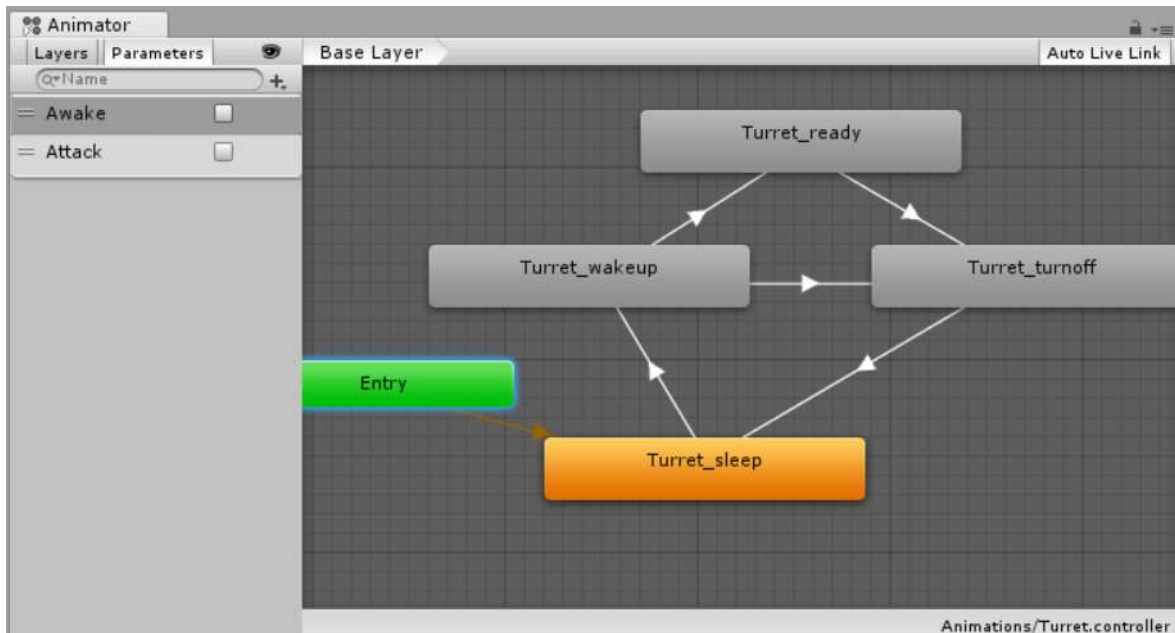 Animator
Layers Parameters Base Layer Auto Live Link
Name
Awake
Attack
Turret_ready
Turret_wakeup Turret_turnoff
Entry
Turret_sleep
Animations/Turret.controller